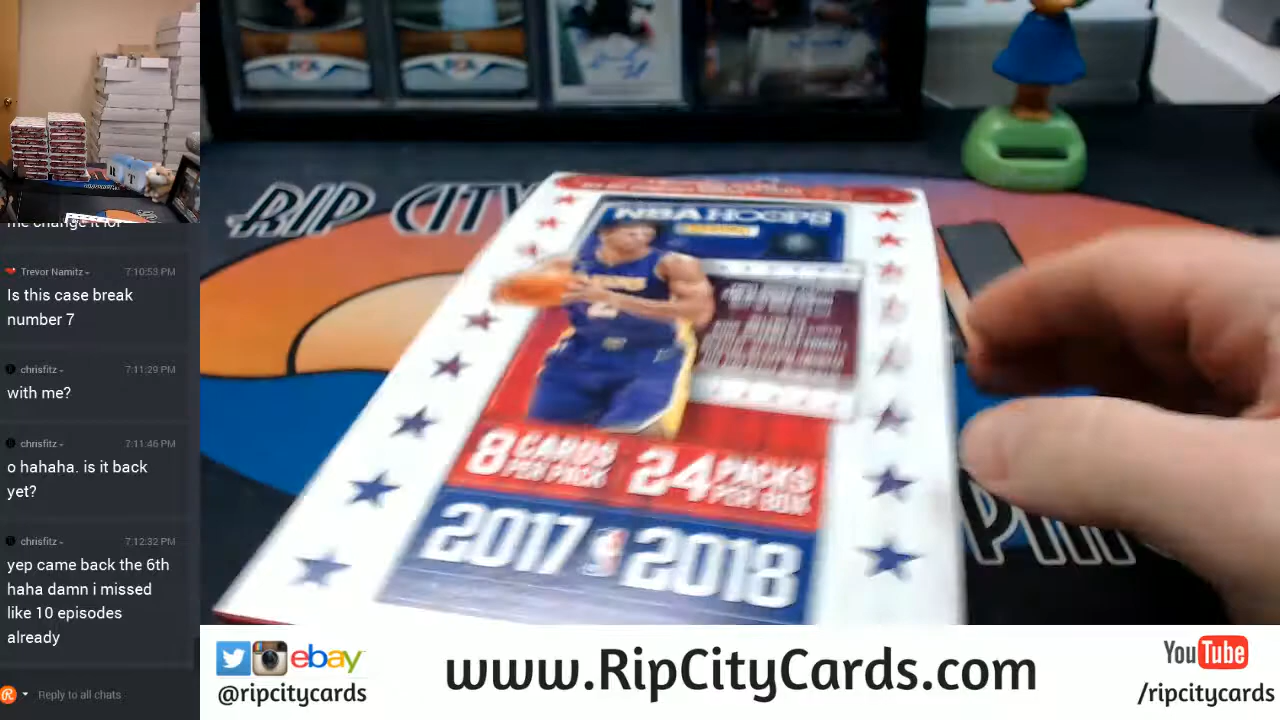 me change it for
Trevor Namitz
7:10:53 PM
Is this case break
number 7
chrisfitz
7:11:29 PM
with me?
chrisfitz
7:11:46 PM
o hahaha. is it back
yet?
chrisfitz
7:12:32 PM
yep came back the 6th
haha damn i missed
like 10 episodes
already
Reply to all chats
RIP CITY
NBA HOOPS
8 CARDS PER PACK
24 PACKS PER BOX
2017 2018
ebay
@ripcitycards
www.RipCityCards.com
YouTube
/ripcitycards